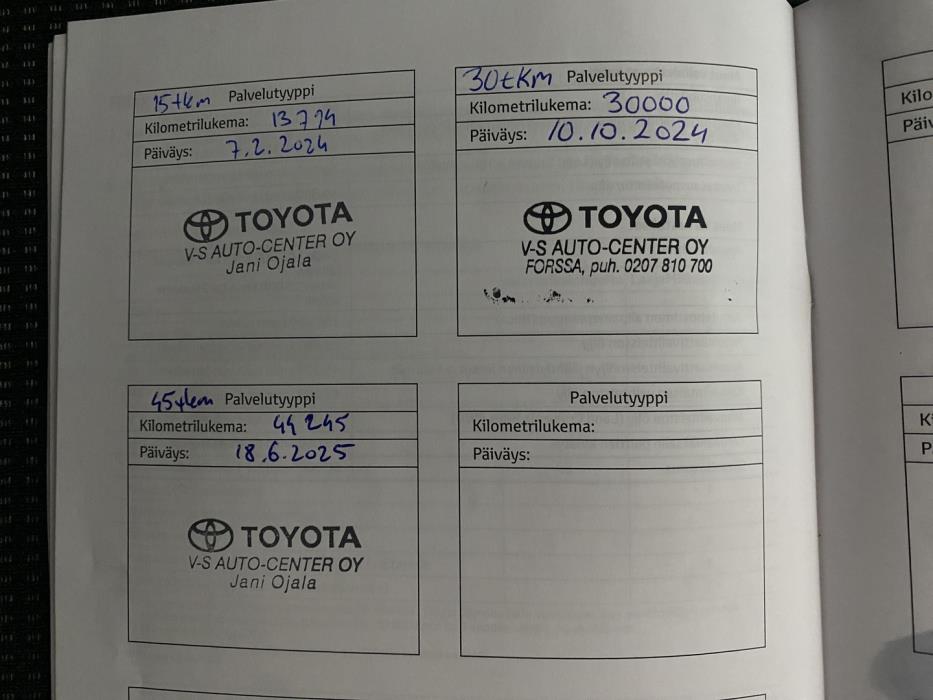 15tkm Palvelutyyppi
Kilometrilukema: 13774
Päiväys: 7.2.2024
TOYOTA
V-S AUTO-CENTER OY
Jani Ojala
30tKm Palvelutyyppi
Kilometrilukema: 30000
Päiväys: 10.10.2024
TOYOTA
V-S AUTO-CENTER OY
FORSSA, puh. 0207 810 700
45tkm Palvelutyyppi
Kilometrilukema: 44245
Päiväys: 18.6.2025
TOYOTA
V-S AUTO-CENTER OY
Jani Ojala
Palvelutyyppi
Kilometrilukema:
Päiväys:
Kilo
Päiv
K
P